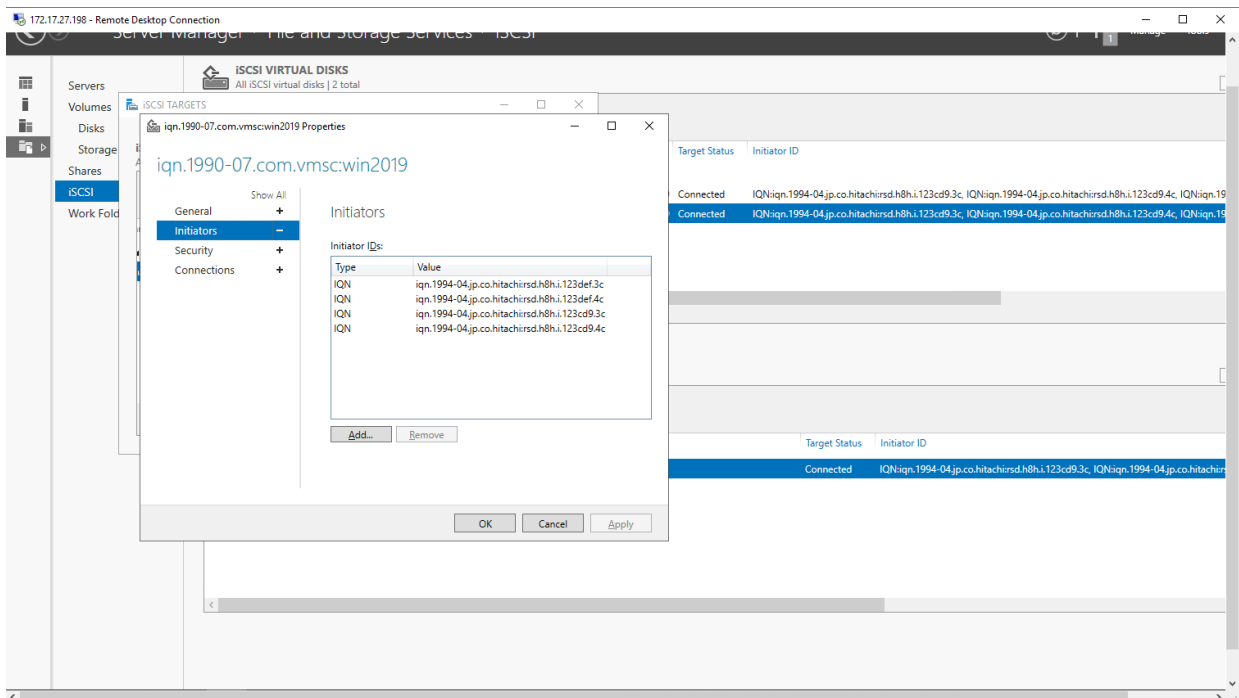 172.17.27.198 - Remote Desktop Connection
Server Manager · File and Storage Services · iSCSI
1
Manage Tools
Servers
Volumes
Disks
Storage
Shares
iSCSI
Work Fold
iSCSI VIRTUAL DISKS
All iSCSI virtual disks | 2 total
iSCSI TARGETS
iqn.1990-07.com.vmsc:win2019 Properties
iqn.1990-07.com.vmsc:win2019
Show All
General +
Initiators −
Security +
Connections +
Initiators
Initiator IDs:
Type Value
IQN iqn.1994-04.jp.co.hitachi:rsd.h8h.i.123def.3c
IQN iqn.1994-04.jp.co.hitachi:rsd.h8h.i.123def.4c
IQN iqn.1994-04.jp.co.hitachi:rsd.h8h.i.123cd9.3c
IQN iqn.1994-04.jp.co.hitachi:rsd.h8h.i.123cd9.4c
Add... Remove
OK Cancel Apply
Target Status Initiator ID
Connected IQN:iqn.1994-04.jp.co.hitachi:rsd.h8h.i.123cd9.3c, IQN:iqn.1994-04.jp.co.hitachi:rsd.h8h.i.123cd9.4c, IQN:iqn.19
Connected IQN:iqn.1994-04.jp.co.hitachi:rsd.h8h.i.123cd9.3c, IQN:iqn.1994-04.jp.co.hitachi:rsd.h8h.i.123cd9.4c, IQN:iqn.19
Target Status Initiator ID
Connected IQN:iqn.1994-04.jp.co.hitachi:rsd.h8h.i.123cd9.3c, IQN:iqn.1994-04.jp.co.hitachi:r